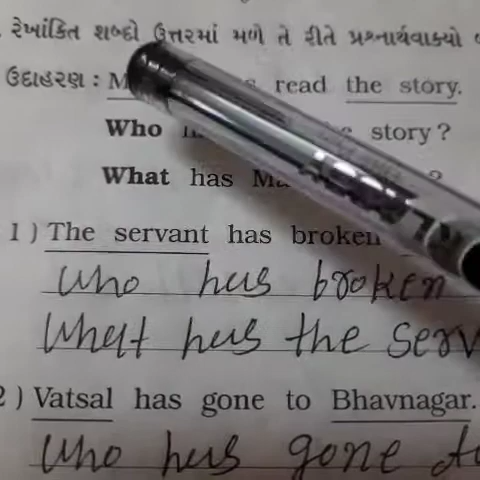 રેખાંકિત શબ્દો ઉત્તરમાં મળે તે રીતે પ્રશ્નાર્થવાક્યો
ઉદાહરણ : read the story.
Who story ?
What has ?
1 ) The servant has broken
Who has broken
What has the serv
2 ) Vatsal has gone to Bhavnagar.
Who has gone to